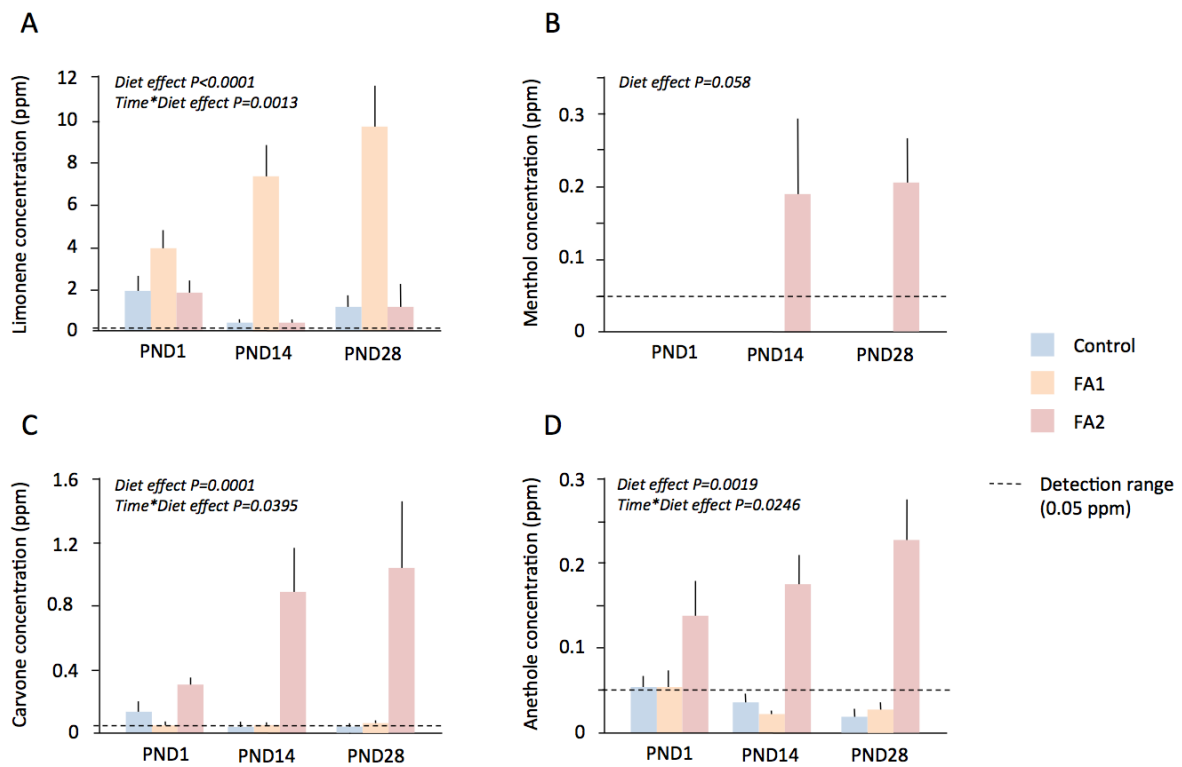 A
Limonene concentration (ppm)
12
10
8
6
4
2
0
Diet effect P<0.0001
Time*Diet effect P=0.0013
PND1 PND14 PND28
B
Menthol concentration (ppm)
0.3
0.2
0.1
0
Diet effect P=0.058
PND1 PND14 PND28
C
Carvone concentration (ppm)
1.6
1.2
0.8
0.4
0
Diet effect P=0.0001
Time*Diet effect P=0.0395
PND1 PND14 PND28
D
Anethole concentration (ppm)
0.3
0.2
0.1
0
Diet effect P=0.0019
Time*Diet effect P=0.0246
PND1 PND14 PND28
Control
FA1
FA2
Detection range
(0.05 ppm)